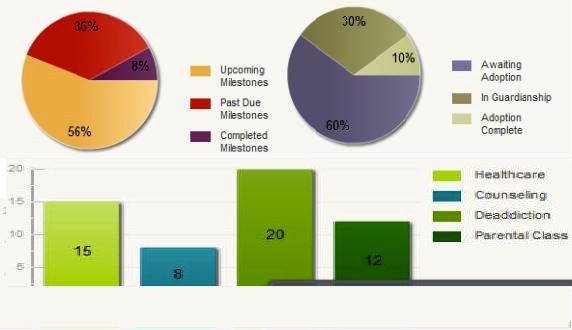 36%
8%
56%
Upcoming
Milestones
Past Due
Milestones
Completed
Milestones
30%
10%
60%
Awaiting
Adoption
In Guardianship
Adoption
Complete
20
15
10
5
15
8
20
12
Healthcare
Counseling
Deaddiction
Parental Class